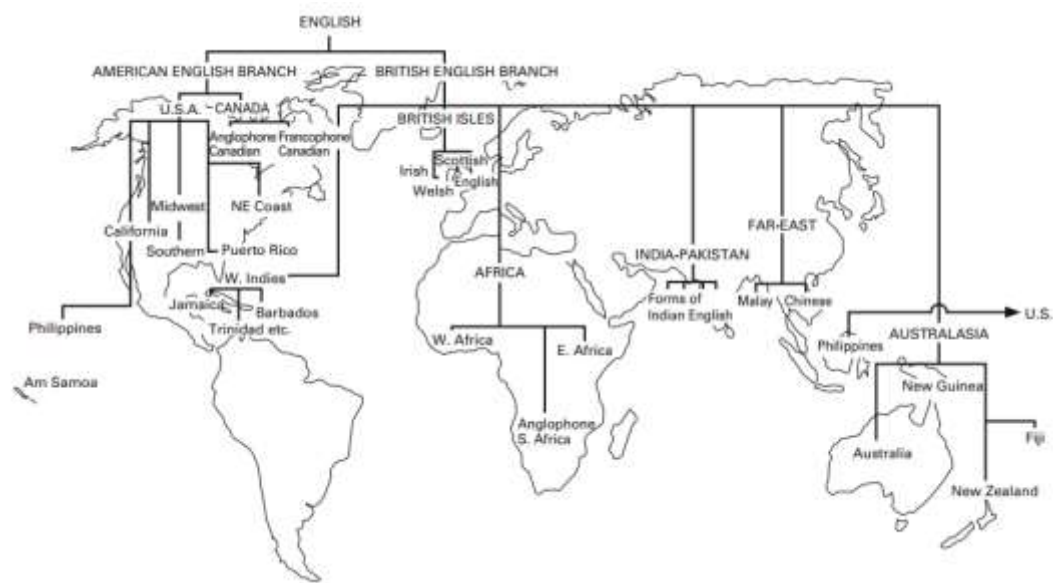 ENGLISH
AMERICAN ENGLISH BRANCH
BRITISH ENGLISH BRANCH
U.S.A.
CANADA
BRITISH ISLES
Anglophone
Canadian
Francophone
Canadian
Scottish
Irish
English
Welsh
Midwest
NE Coast
California
FAR-EAST
Southern
Puerto Rico
INDIA-PAKISTAN
AFRICA
W. Indies
Jamaica
Barbados
Trinidad etc.
Forms of
Indian English
Malay
Chinese
Philippines
U.S.
W. Africa
E. Africa
Philippines
AUSTRALASIA
Am Samoa
New Guinea
Anglophone
S. Africa
Fiji
Australia
New Zealand